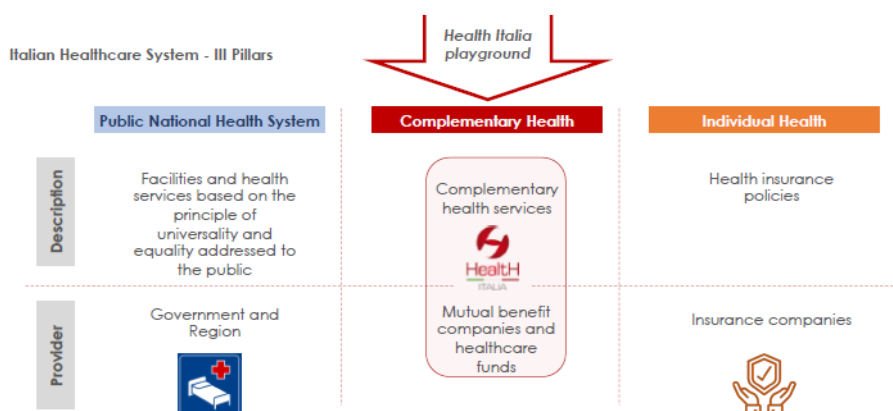 Health Italia
playground
Italian Healthcare System - III Pillars
Public National Health System
Complementary Health
Individual Health
Description
Facilities and health
services based on the
principle of
universality and
equality addressed to
the public
Complementary
health services
HealtH
ITALIA
Health insurance
policies
Provider
Government and
Region
Mutual benefit
companies and
healthcare
funds
Insurance companies